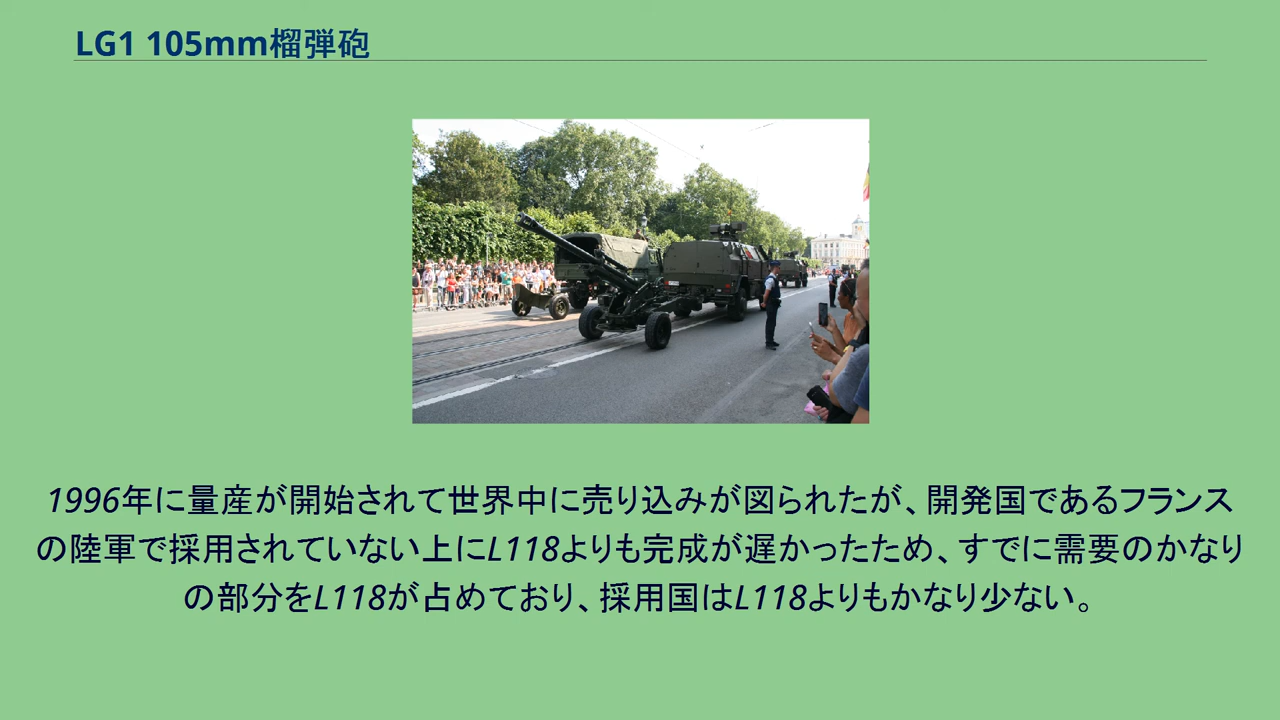 LG1 105mm榴弾砲
1996年に量産が開始されて世界中に売り込みが図られたが、開発国であるフランス
の陸軍で採用されていない上にL118よりも完成が遅かったため、すでに需要のかなり
の部分をL118が占めており、採用国はL118よりもかなり少ない。